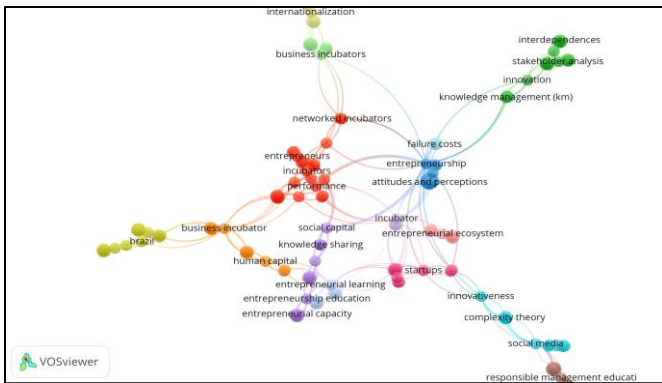 internationalization
interdependences
business incubators
stakeholder analysis
innovation
knowledge management (km)
networked incubators
failure costs
entrepreneurs
entrepreneurship
incubators
attitudes and perceptions
performance
incubator
business incubator
social capital
entrepreneurial ecosystem
brazil
knowledge sharing
human capital
startups
entrepreneurial learning
innovativeness
entrepreneurship education
entrepreneurial capacity
complexity theory
social media
VOSviewer
responsible management educati